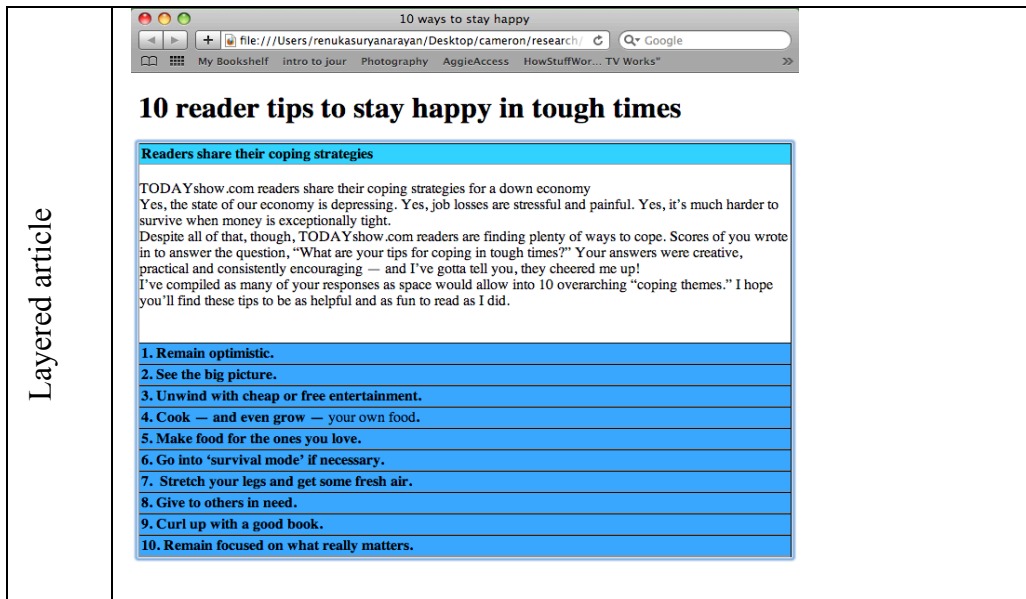 10 ways to stay happy
file:///Users/renukasuryanarayan/Desktop/cameron/research/
Google
My Bookshelf intro to jour Photography AggieAccess HowStuffWor... TV Works"
10 reader tips to stay happy in tough times
Layered article
Readers share their coping strategies
TODAYshow.com readers share their coping strategies for a down economy
Yes, the state of our economy is depressing. Yes, job losses are stressful and painful. Yes, it’s much harder to
survive when money is exceptionally tight.
Despite all of that, though, TODAYshow.com readers are finding plenty of ways to cope. Scores of you wrote
in to answer the question, “What are your tips for coping in tough times?” Your answers were creative,
practical and consistently encouraging — and I’ve gotta tell you, they cheered me up!
I’ve compiled as many of your responses as space would allow into 10 overarching “coping themes.” I hope
you’ll find these tips to be as helpful and as fun to read as I did.
1. Remain optimistic.
2. See the big picture.
3. Unwind with cheap or free entertainment.
4. Cook — and even grow — your own food.
5. Make food for the ones you love.
6. Go into ‘survival mode’ if necessary.
7. Stretch your legs and get some fresh air.
8. Give to others in need.
9. Curl up with a good book.
10. Remain focused on what really matters.